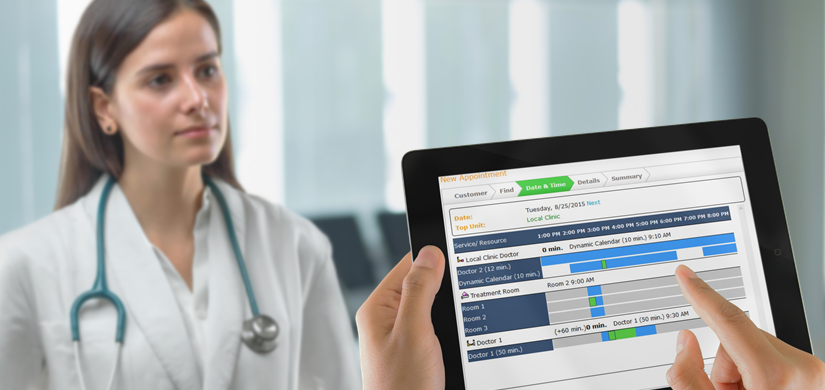 New Appointment
Customer Find Date & Time Details Summary
Date: Tuesday, 8/25/2015 Next
Top Unit: Local Clinic
Service/ Resource 1:00 PM 2:00 PM 3:00 PM 4:00 PM 5:00 PM 6:00 PM 7:00 PM 8:00 PM
Local Clinic Doctor 0 min. Dynamic Calendar (10 min.) 9:10 AM
Doctor 2 (12 min.)
Dynamic Calendar (10 min.)
Treatment Room Room 2 9:00 AM
Room 1
Room 2
Room 3
Doctor 1 (+60 min.)0 min. Doctor 1 (50 min.) 9:30 AM
Doctor 1 (50 min.)